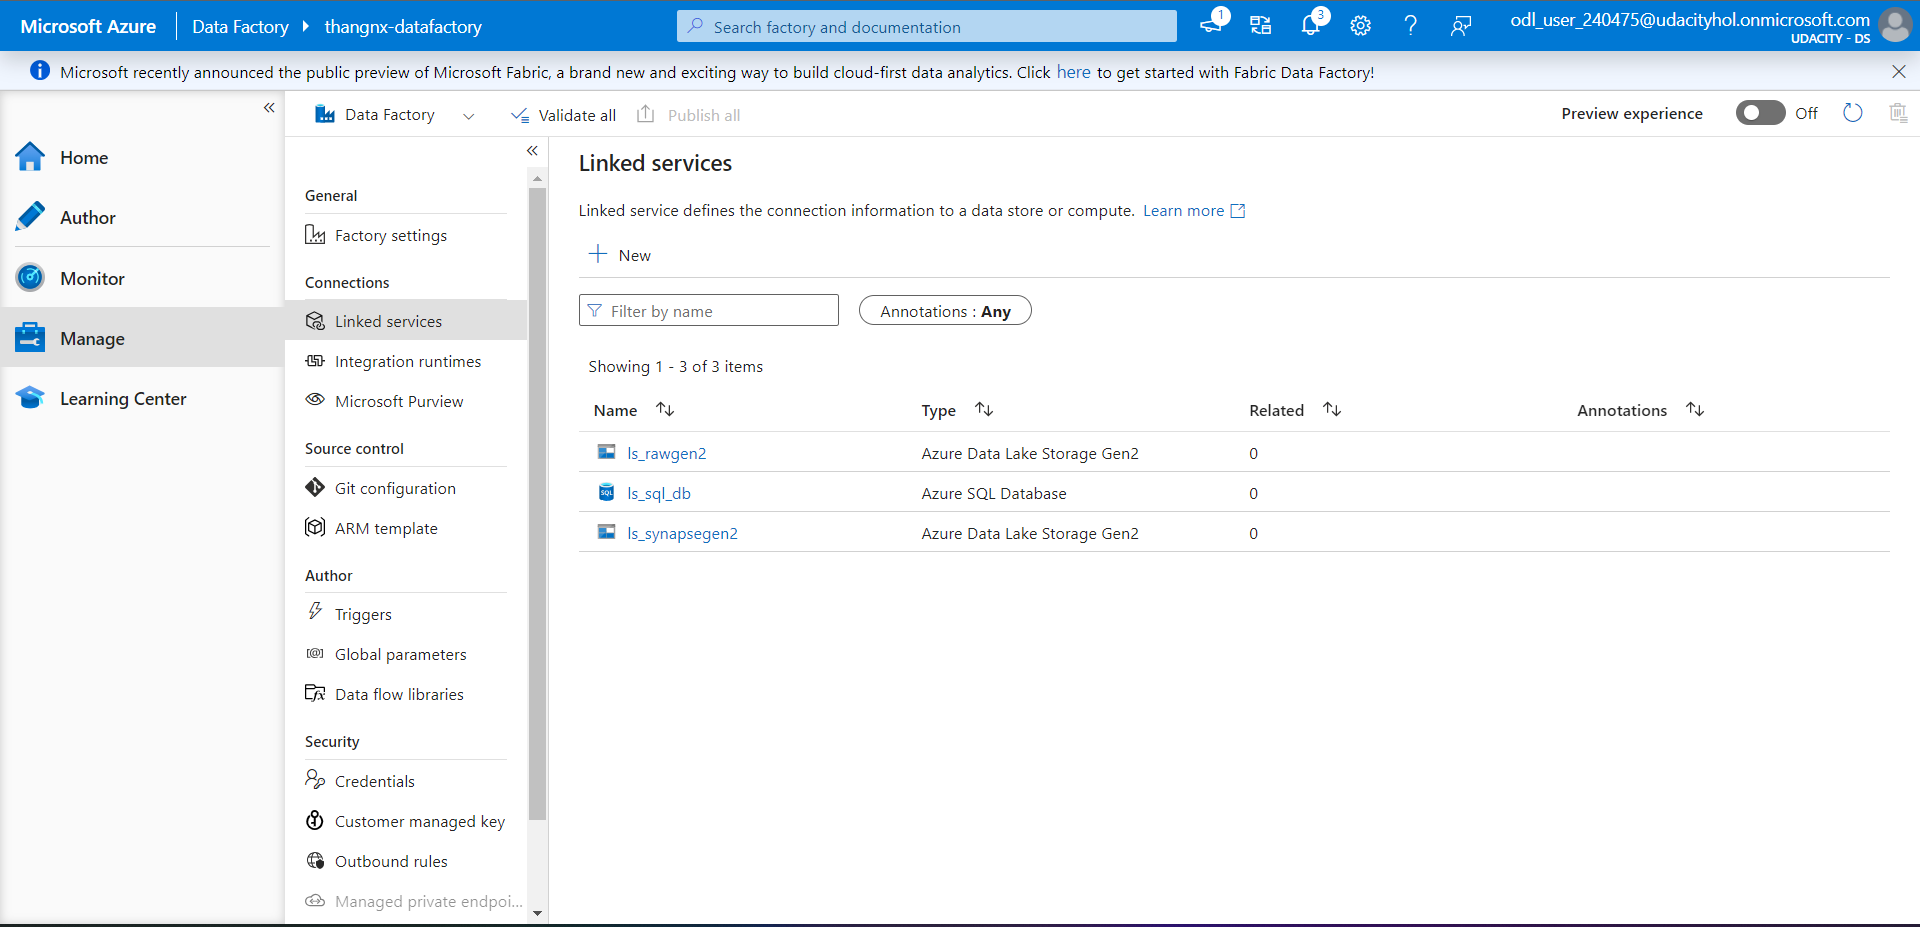 Microsoft Azure
Data Factory
thangnx-datafactory
Search factory and documentation
1
3
odl_user_240475@udacityhol.onmicrosoft.com
UDACITY - DS
Microsoft recently announced the public preview of Microsoft Fabric, a brand new and exciting way to build cloud-first data analytics. Click here to get started with Fabric Data Factory!
Home
Author
Monitor
Manage
Learning Center
Data Factory
Validate all
Publish all
Preview experience
Off
General
Factory settings
Connections
Linked services
Integration runtimes
Microsoft Purview
Source control
Git configuration
ARM template
Author
Triggers
Global parameters
Data flow libraries
Security
Credentials
Customer managed key
Outbound rules
Managed private endpoi...
Linked services
Linked service defines the connection information to a data store or compute. Learn more
New
Filter by name
Annotations : Any
Showing 1 - 3 of 3 items
Name Type Related Annotations
ls_rawgen2 Azure Data Lake Storage Gen2 0
SQL ls_sql_db Azure SQL Database 0
ls_synapsegen2 Azure Data Lake Storage Gen2 0